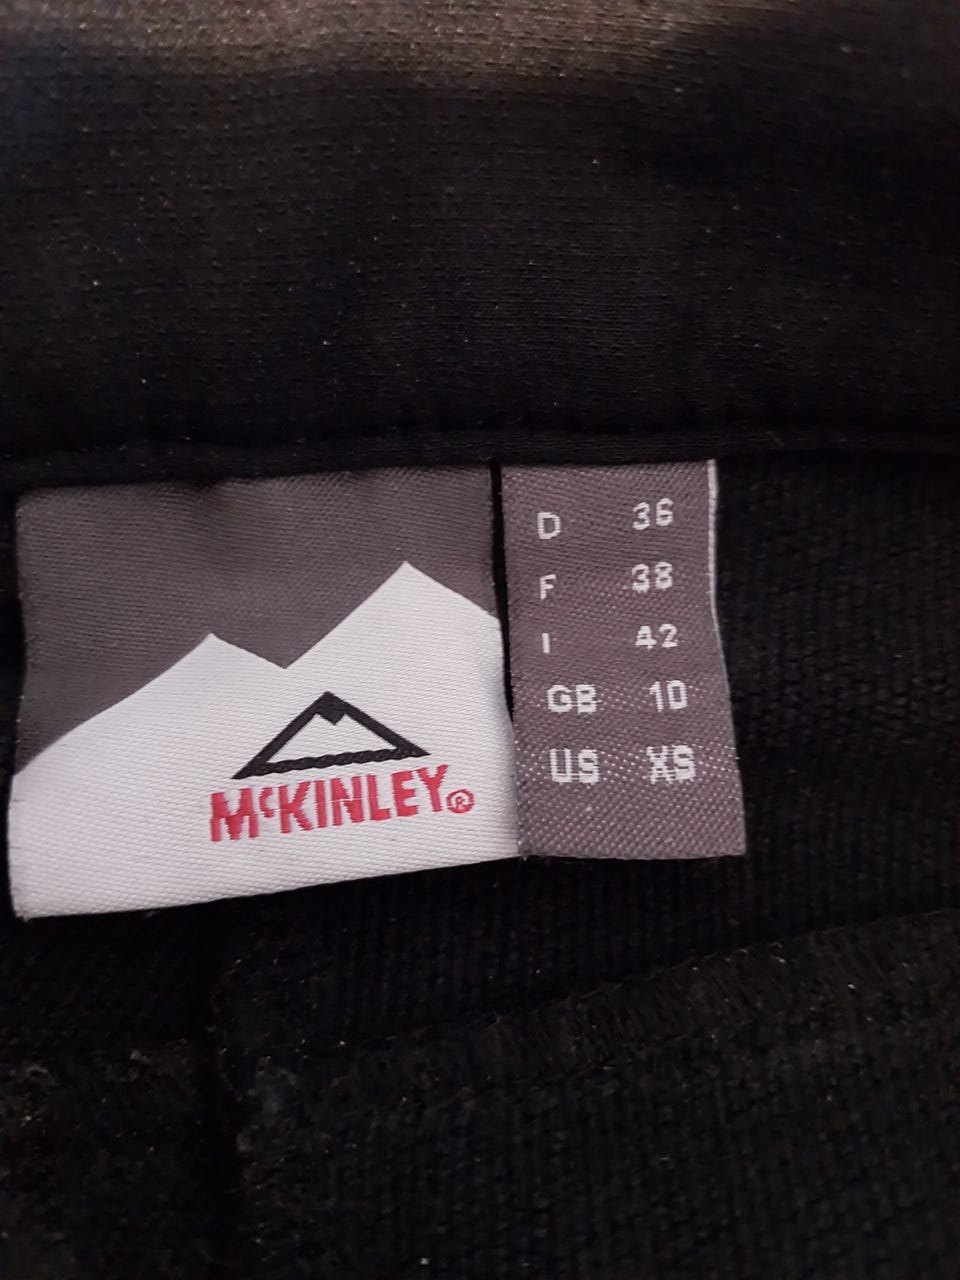 McKINLEY®
D 36
F 38
I 42
GB 10
US XS